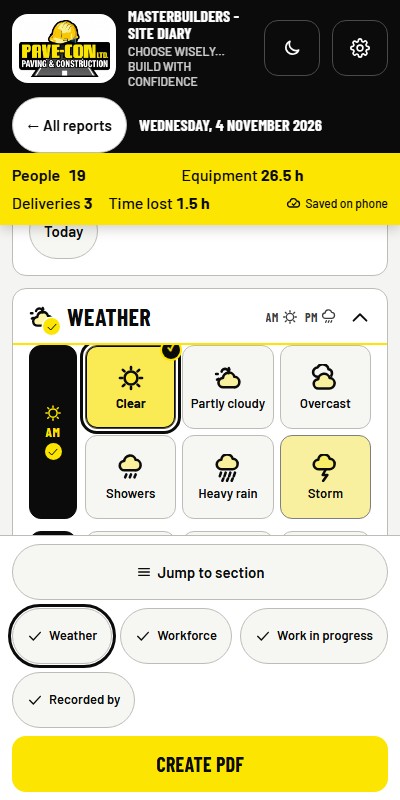 PAVE-CON LTD.
PAVING & CONSTRUCTION
MASTERBUILDERS -
SITE DIARY
CHOOSE WISELY...
BUILD WITH
CONFIDENCE
← All reports
WEDNESDAY, 4 NOVEMBER 2026
People 19
Equipment 26.5 h
Deliveries 3
Time lost 1.5 h
Saved on phone
Today
WEATHER
AM
PM
AM
Clear
Partly cloudy
Overcast
Showers
Heavy rain
Storm
Jump to section
Weather
Workforce
Work in progress
Recorded by
CREATE PDF